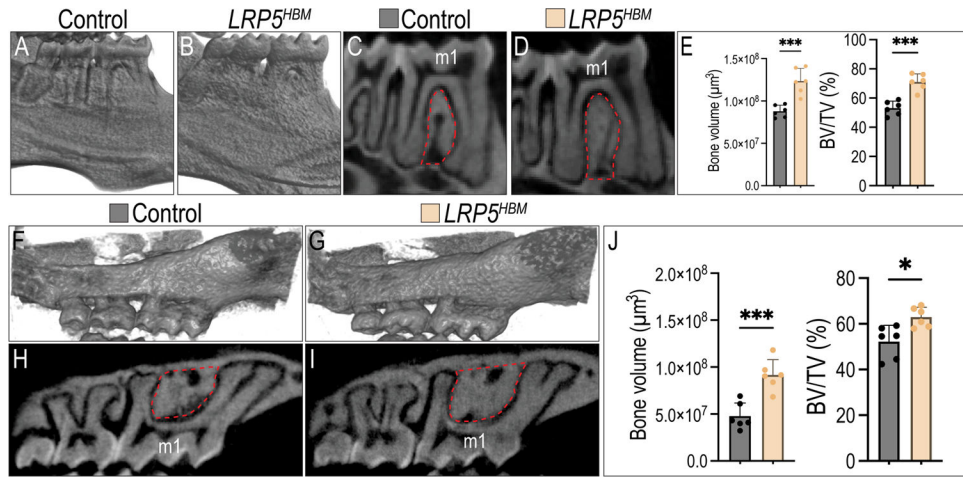 Control LRP5ᴴᴮᴹ Control LRP5ᴴᴮᴹ
A B C m1 D m1 E
***
Bone volume (µm³)
1.5×10⁸
1.0×10⁸
5.0×10⁷
0.0
***
BV/TV (%)
100
80
60
40
20
0
Control LRP5ᴴᴮᴹ
F G
H m1 I m1
J
***
Bone volume (µm³)
2.0×10⁸
1.5×10⁸
1.0×10⁸
5.0×10⁷
0.0
*
BV/TV (%)
80
60
40
20
0